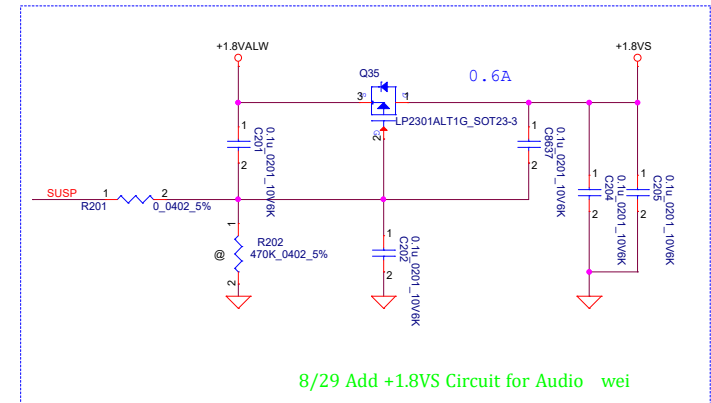 +1.8VALW
+1.8VS
Q35
0.6A
3
1
LP2301ALT1G_SOT23-3
2
1
C201
0.1u_0201_10V6K
2
1
C8637
0.1u_0201_10V6K
2
1
C204
0.1u_0201_10V6K
2
1
C205
0.1u_0201_10V6K
2
SUSP
1
2
R201
0_0402_5%
1
R202
@
470K_0402_5%
2
1
C202
0.1u_0201_10V6K
2
8/29 Add +1.8VS Circuit for Audio wei